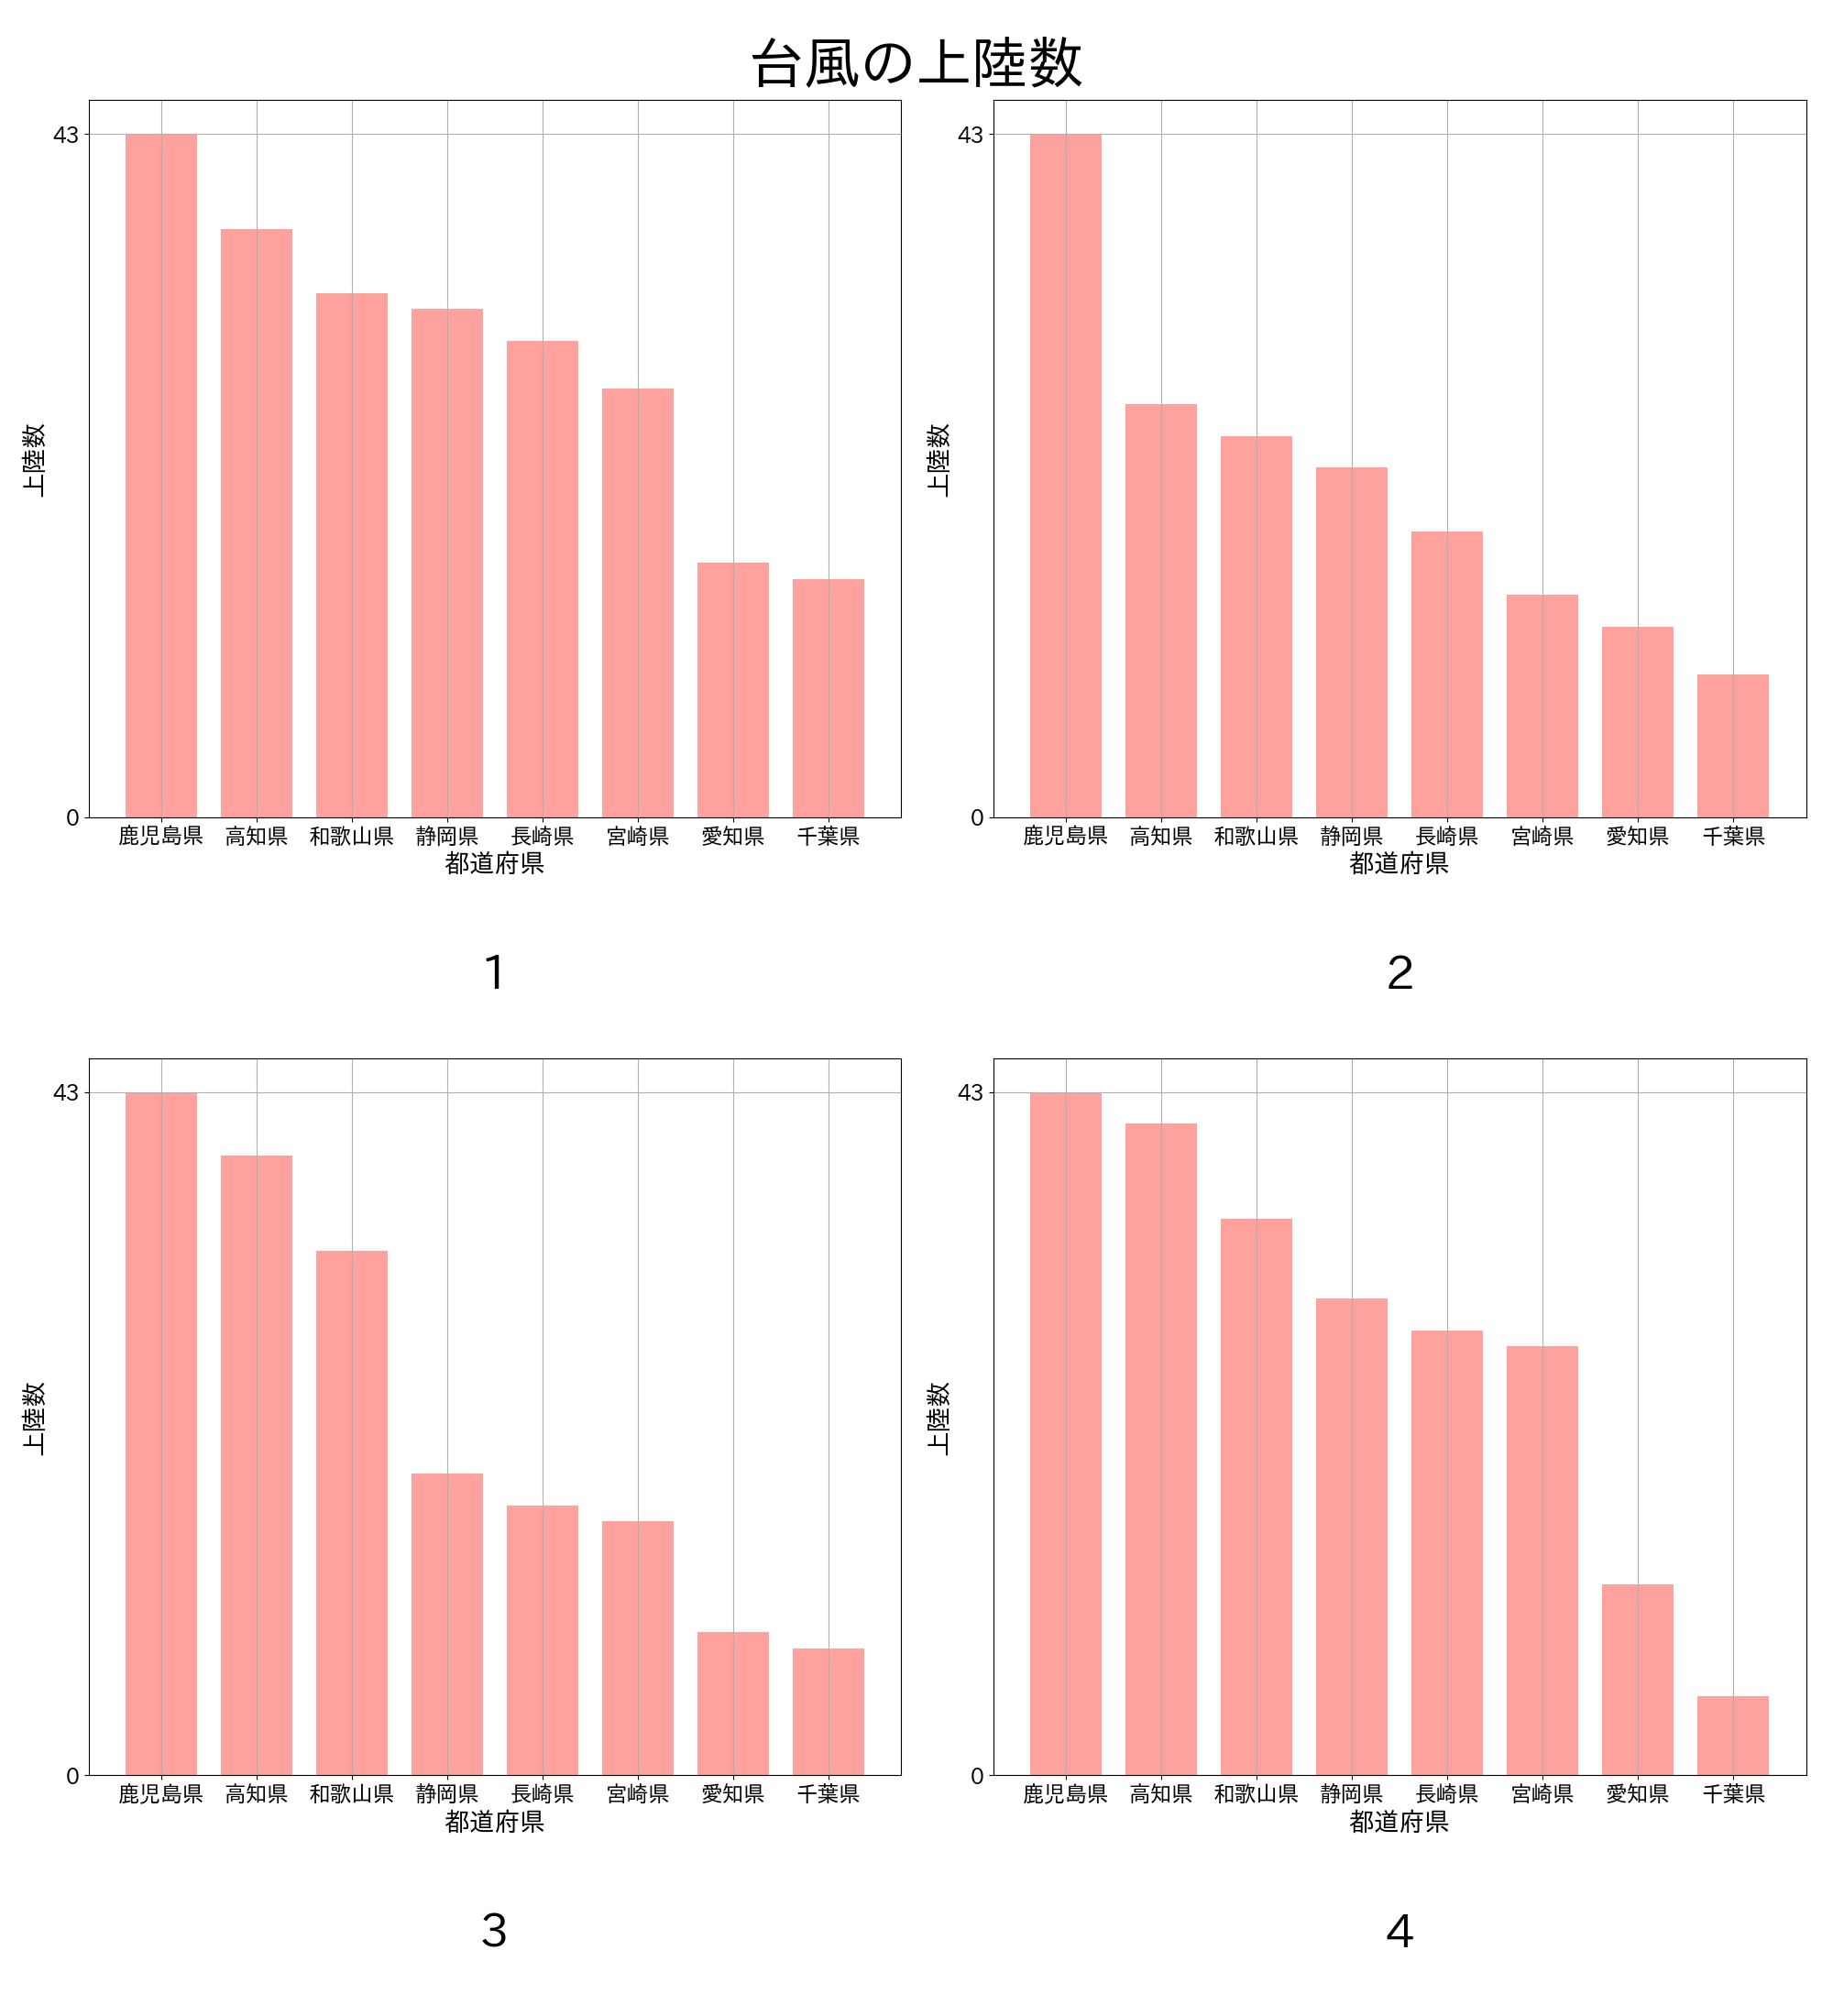 台風の上陸数
43
0
上陸数
鹿児島県 高知県 和歌山県 静岡県 長崎県 宮崎県 愛知県 千葉県
都道府県
1
43
0
上陸数
鹿児島県 高知県 和歌山県 静岡県 長崎県 宮崎県 愛知県 千葉県
都道府県
2
43
0
上陸数
鹿児島県 高知県 和歌山県 静岡県 長崎県 宮崎県 愛知県 千葉県
都道府県
3
43
0
上陸数
鹿児島県 高知県 和歌山県 静岡県 長崎県 宮崎県 愛知県 千葉県
都道府県
4